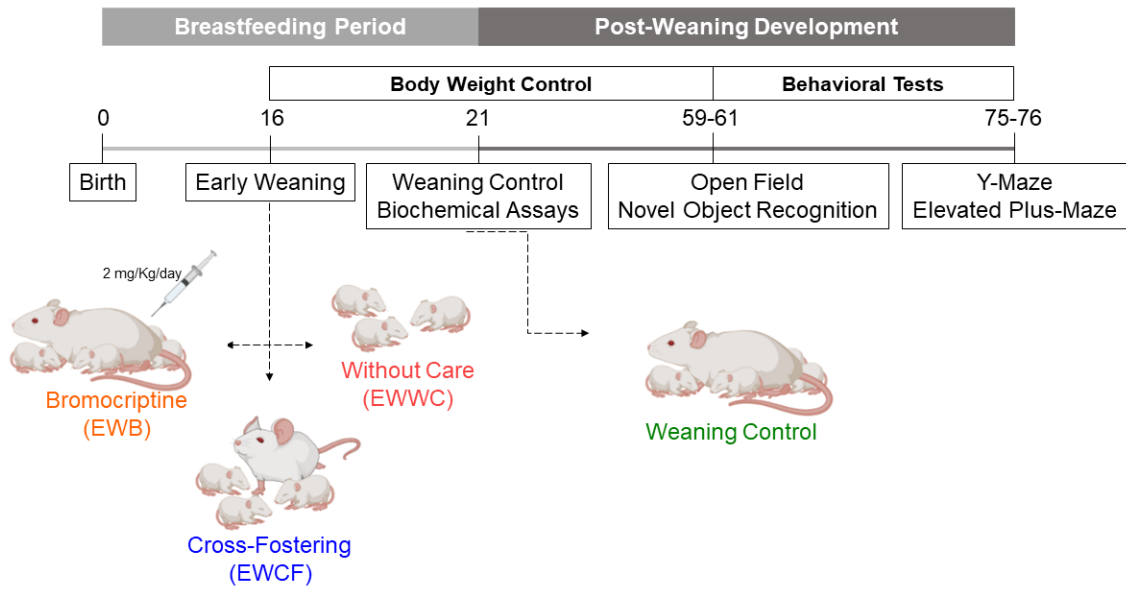 Breastfeeding Period
Post-Weaning Development
Body Weight Control
Behavioral Tests
0
16
21
59-61
75-76
Birth
Early Weaning
Weaning Control
Biochemical Assays
Open Field
Novel Object Recognition
Y-Maze
Elevated Plus-Maze
2 mg/Kg/day
Bromocriptine
(EWB)
Without Care
(EWWC)
Cross-Fostering
(EWCF)
Weaning Control